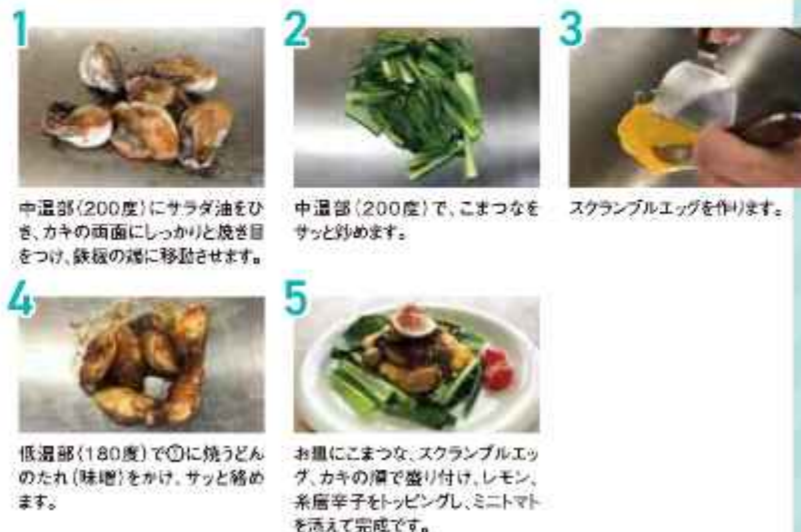 1
中温部(200度)にサラダ油をひ
き、カキの両面にしっかりと焼き目
をつけ、鉄板の端に移動させます。
2
中温部(200度)で、こまつなを
サッと炒めます。
3
スクランブルエッグを作ります。
4
低温部(180度)で①に焼うどん
のたれ(味噌)をかけ、サッと絡め
ます。
5
お皿にこまつな、スクランブルエッ
グ、カキの順で盛り付け、レモン、
糸唐辛子をトッピングし、ミニトマト
を添えて完成です。